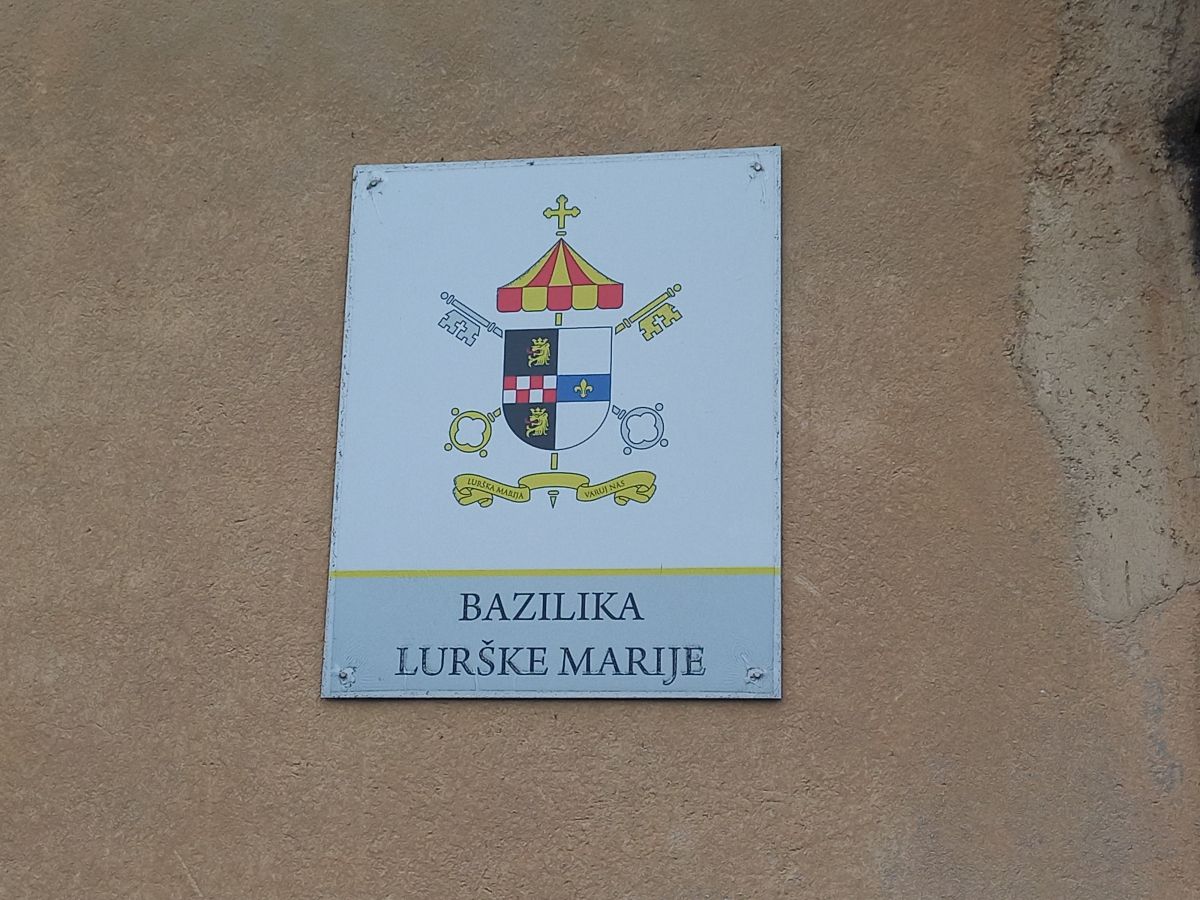 LURŠKA MARIJA VARUJ NAS
BAZILIKA
LURŠKE MARIJE